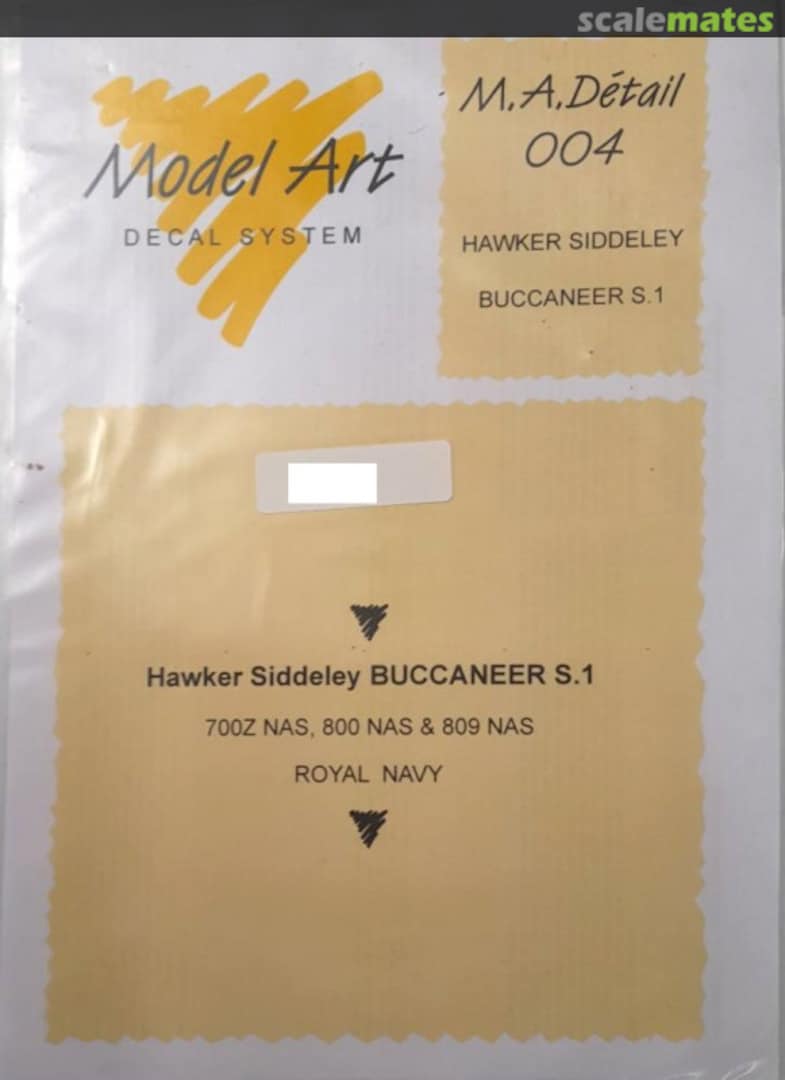 scalemates
Model Art
DECAL SYSTEM
M.A.Détail
004
HAWKER SIDDELEY
BUCCANEER S.1
Hawker Siddeley BUCCANEER S.1
700Z NAS, 800 NAS & 809 NAS
ROYAL NAVY